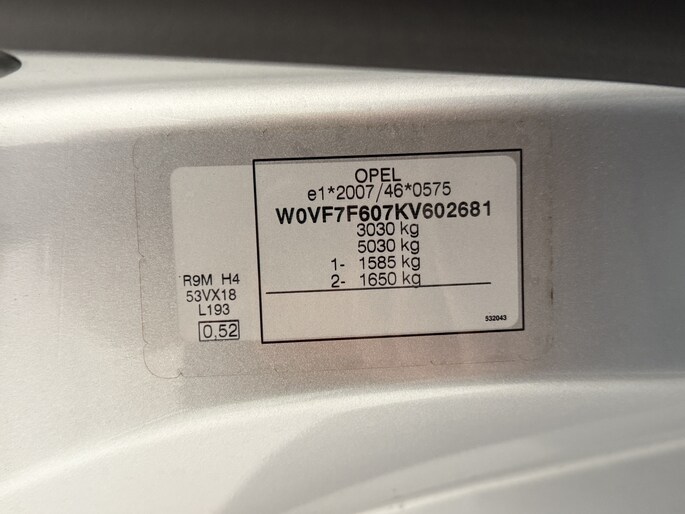 OPEL
e1*2007/46*0575
W0VF7F607KV602681
3030 kg
5030 kg
1- 1585 kg
2- 1650 kg
R9M H4
53VX18
L193
0,52
532043